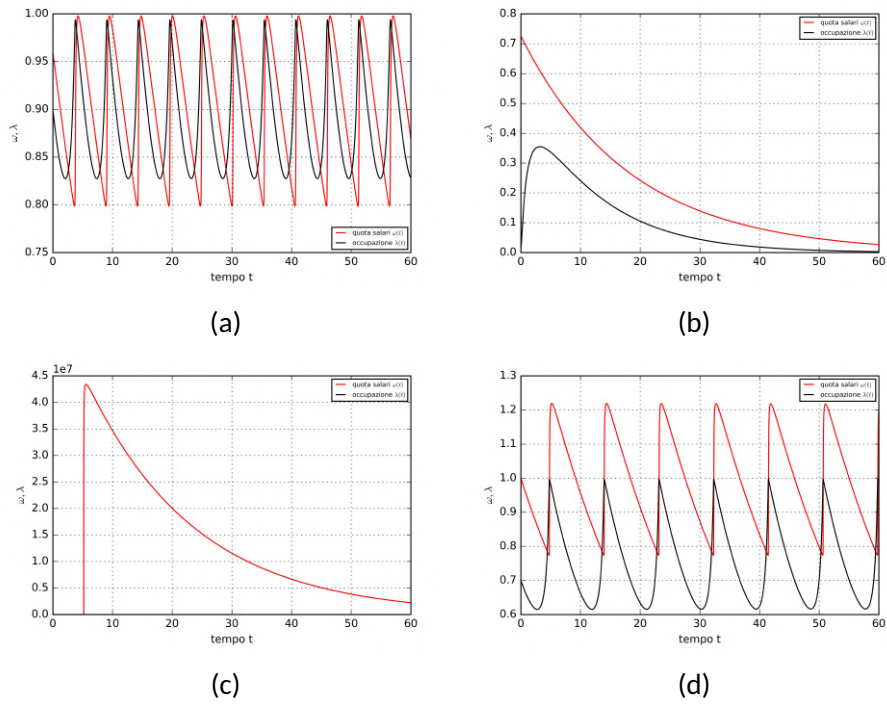 1.00
0.95
0.90
0.85
0.80
0.75
ω, λ
quota salari ω(t)
occupazione λ(t)
0 10 20 30 40 50 60
tempo t
(a)
0.8
0.7
0.6
0.5
0.4
0.3
0.2
0.1
0.0
ω, λ
quota salari ω(t)
occupazione λ(t)
0 10 20 30 40 50 60
tempo t
(b)
1e7
4.5
4.0
3.5
3.0
2.5
2.0
1.5
1.0
0.5
0.0
ω, λ
quota salari ω(t)
occupazione λ(t)
0 10 20 30 40 50 60
tempo t
(c)
1.3
1.2
1.1
1.0
0.9
0.8
0.7
0.6
ω, λ
quota salari ω(t)
occupazione λ(t)
0 10 20 30 40 50 60
tempo t
(d)